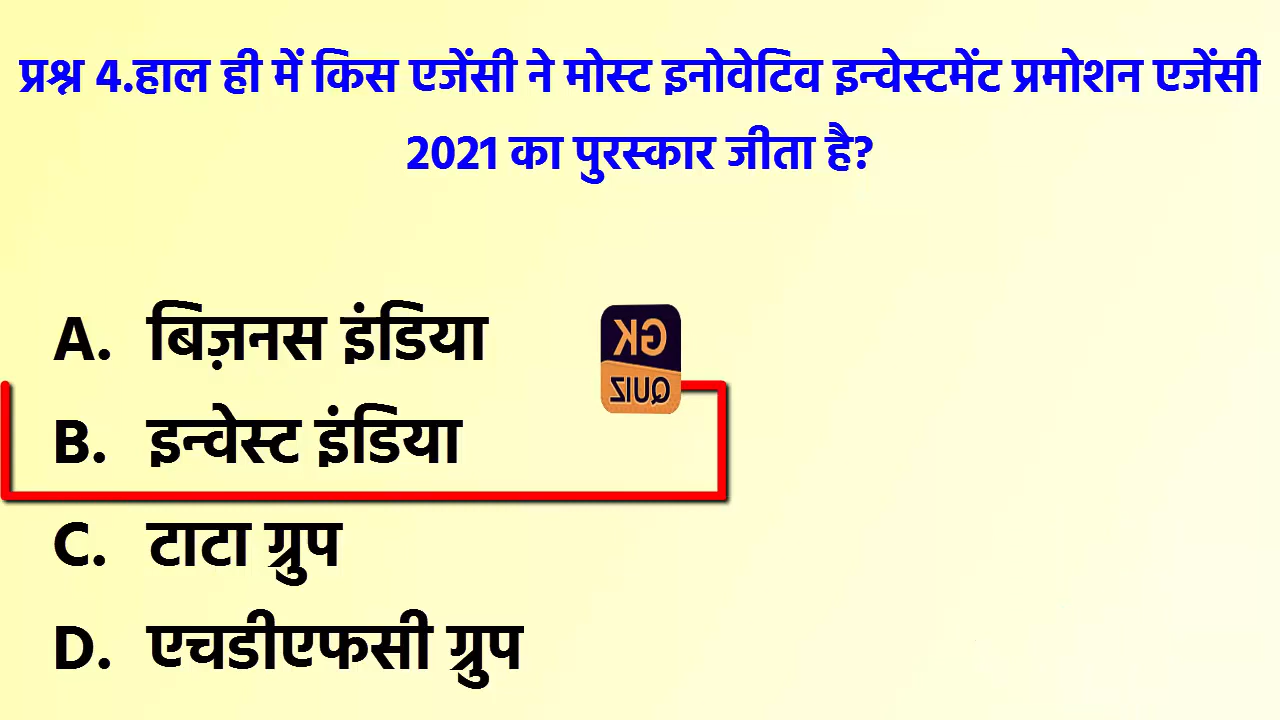 प्रश्न 4.हाल ही में किस एजेंसी ने मोस्ट इनोवेटिव इन्वेस्टमेंट प्रमोशन एजेंसी
2021 का पुरस्कार जीता है?
A. बिज़नस इंडिया
GK
QUIZ
B. इन्वेस्ट इंडिया
C. टाटा ग्रुप
D. एचडीएफसी ग्रुप